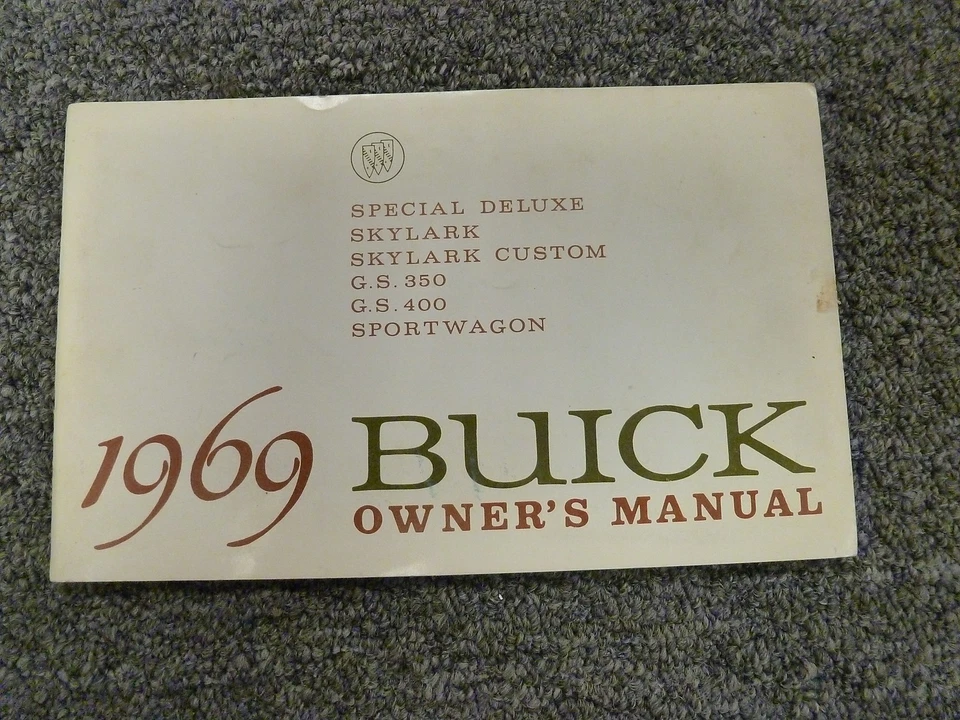 SPECIAL DELUXE
SKYLARK
SKYLARK CUSTOM
G.S. 350
G.S. 400
SPORTWAGON
1969 BUICK
OWNER'S MANUAL